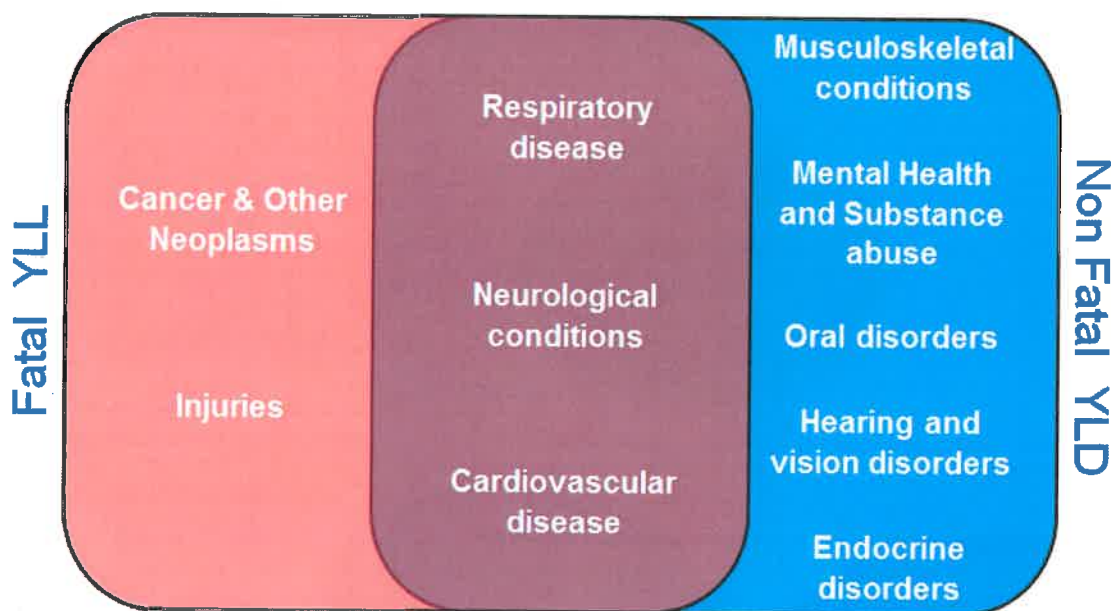 Fatal YLL
Cancer & Other
Neoplasms
Injuries
Respiratory
disease
Neurological
conditions
Cardiovascular
disease
Musculoskeletal
conditions
Mental Health
and Substance
abuse
Oral disorders
Hearing and
vision disorders
Endocrine
disorders
Non Fatal YLD